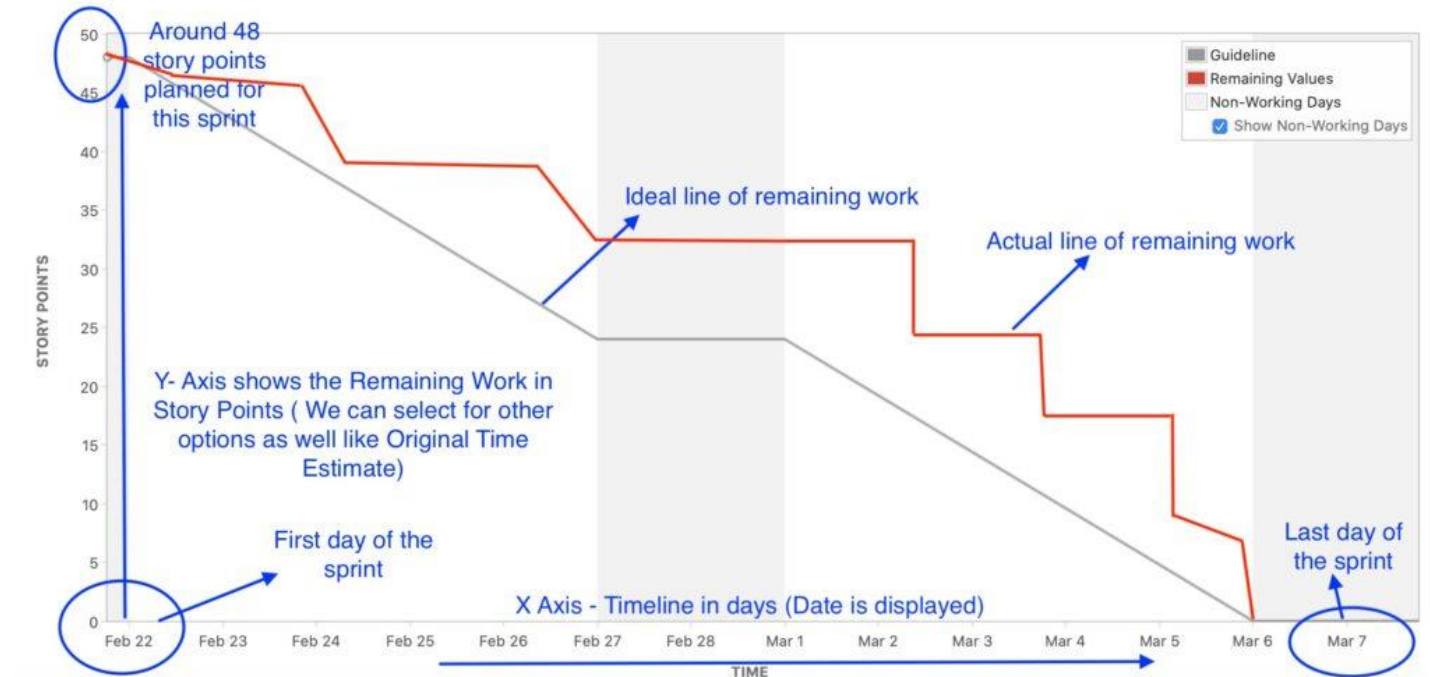 Around 48
story points
planned for
this sprint
Guideline
Remaining Values
Non-Working Days
Show Non-Working Days
Ideal line of remaining work
Actual line of remaining work
Y- Axis shows the Remaining Work in
Story Points ( We can select for other
options as well like Original Time
Estimate)
First day of the
sprint
Last day of
the sprint
X Axis - Timeline in days (Date is displayed)
STORY POINTS
50
45
40
35
30
25
20
15
10
5
0
Feb 22
Feb 23
Feb 24
Feb 25
Feb 26
Feb 27
Feb 28
Mar 1
Mar 2
Mar 3
Mar 4
Mar 5
Mar 6
Mar 7
TIME